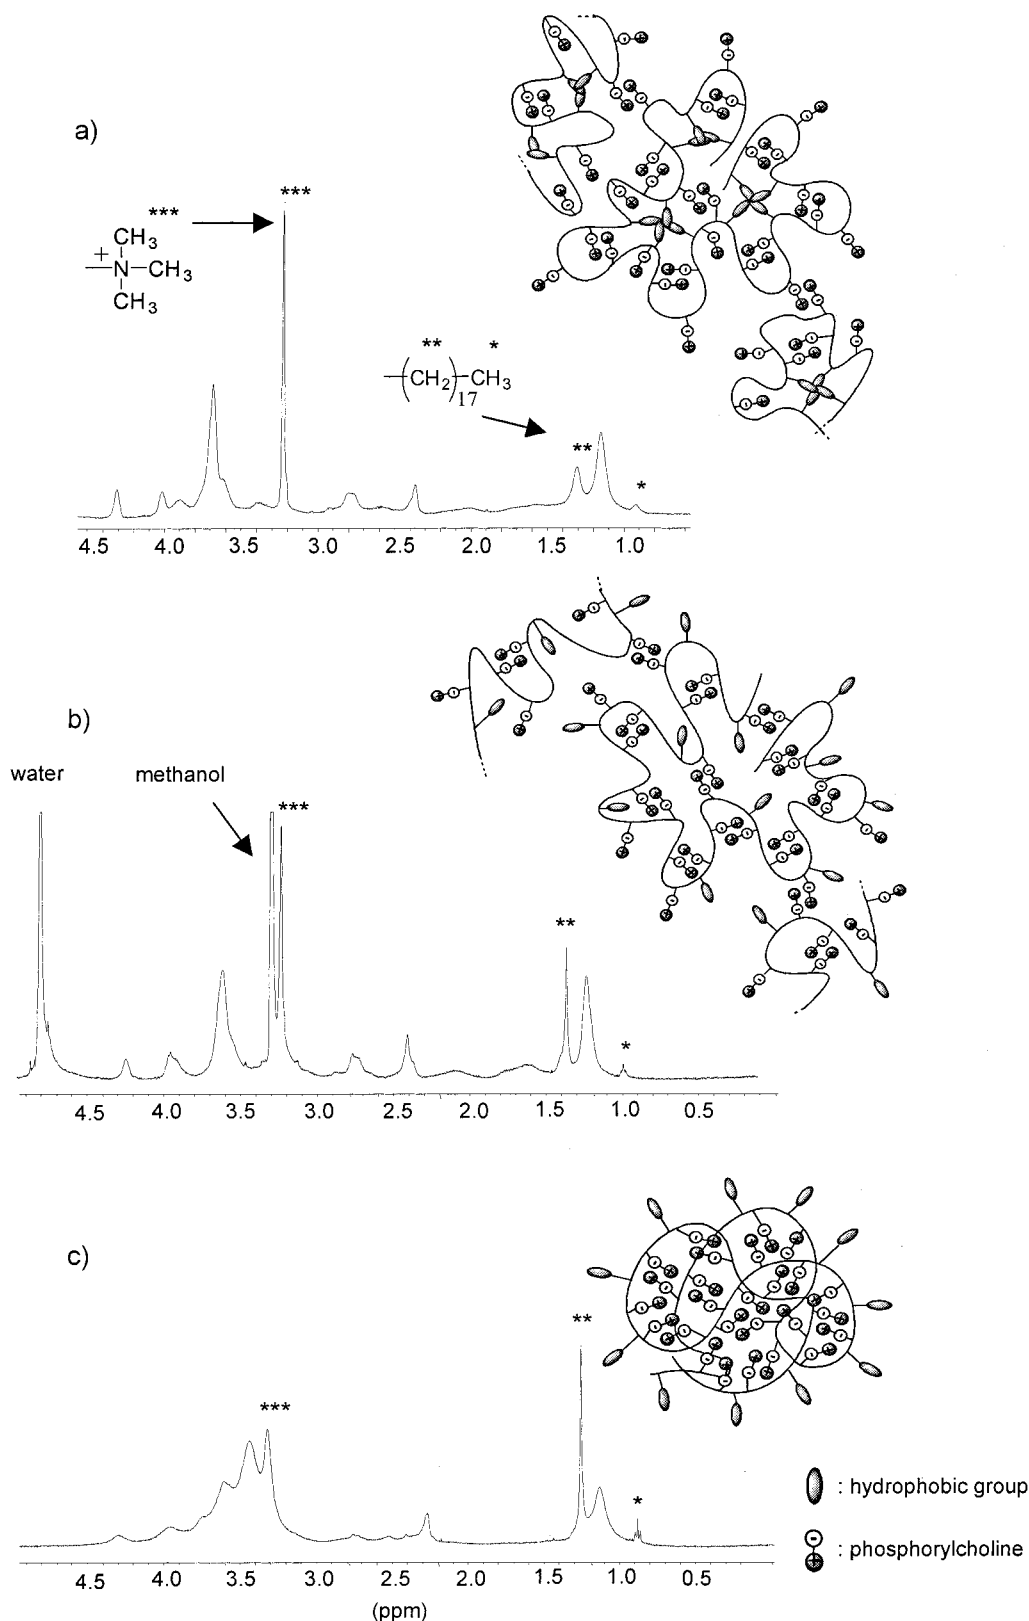 a)
***
***
CH3
+
—N—CH3
CH3
** *
—(CH2)17—CH3
** *
4.5 4.0 3.5 3.0 2.5 2.0 1.5 1.0
b)
water methanol ***
**
*
4.5 4.0 3.5 3.0 2.5 2.0 1.5 1.0 0.5
c)
**
***
*
: hydrophobic group
: phosphorylcholine
4.5 4.0 3.5 3.0 2.5 2.0 1.5 1.0 0.5
(ppm)